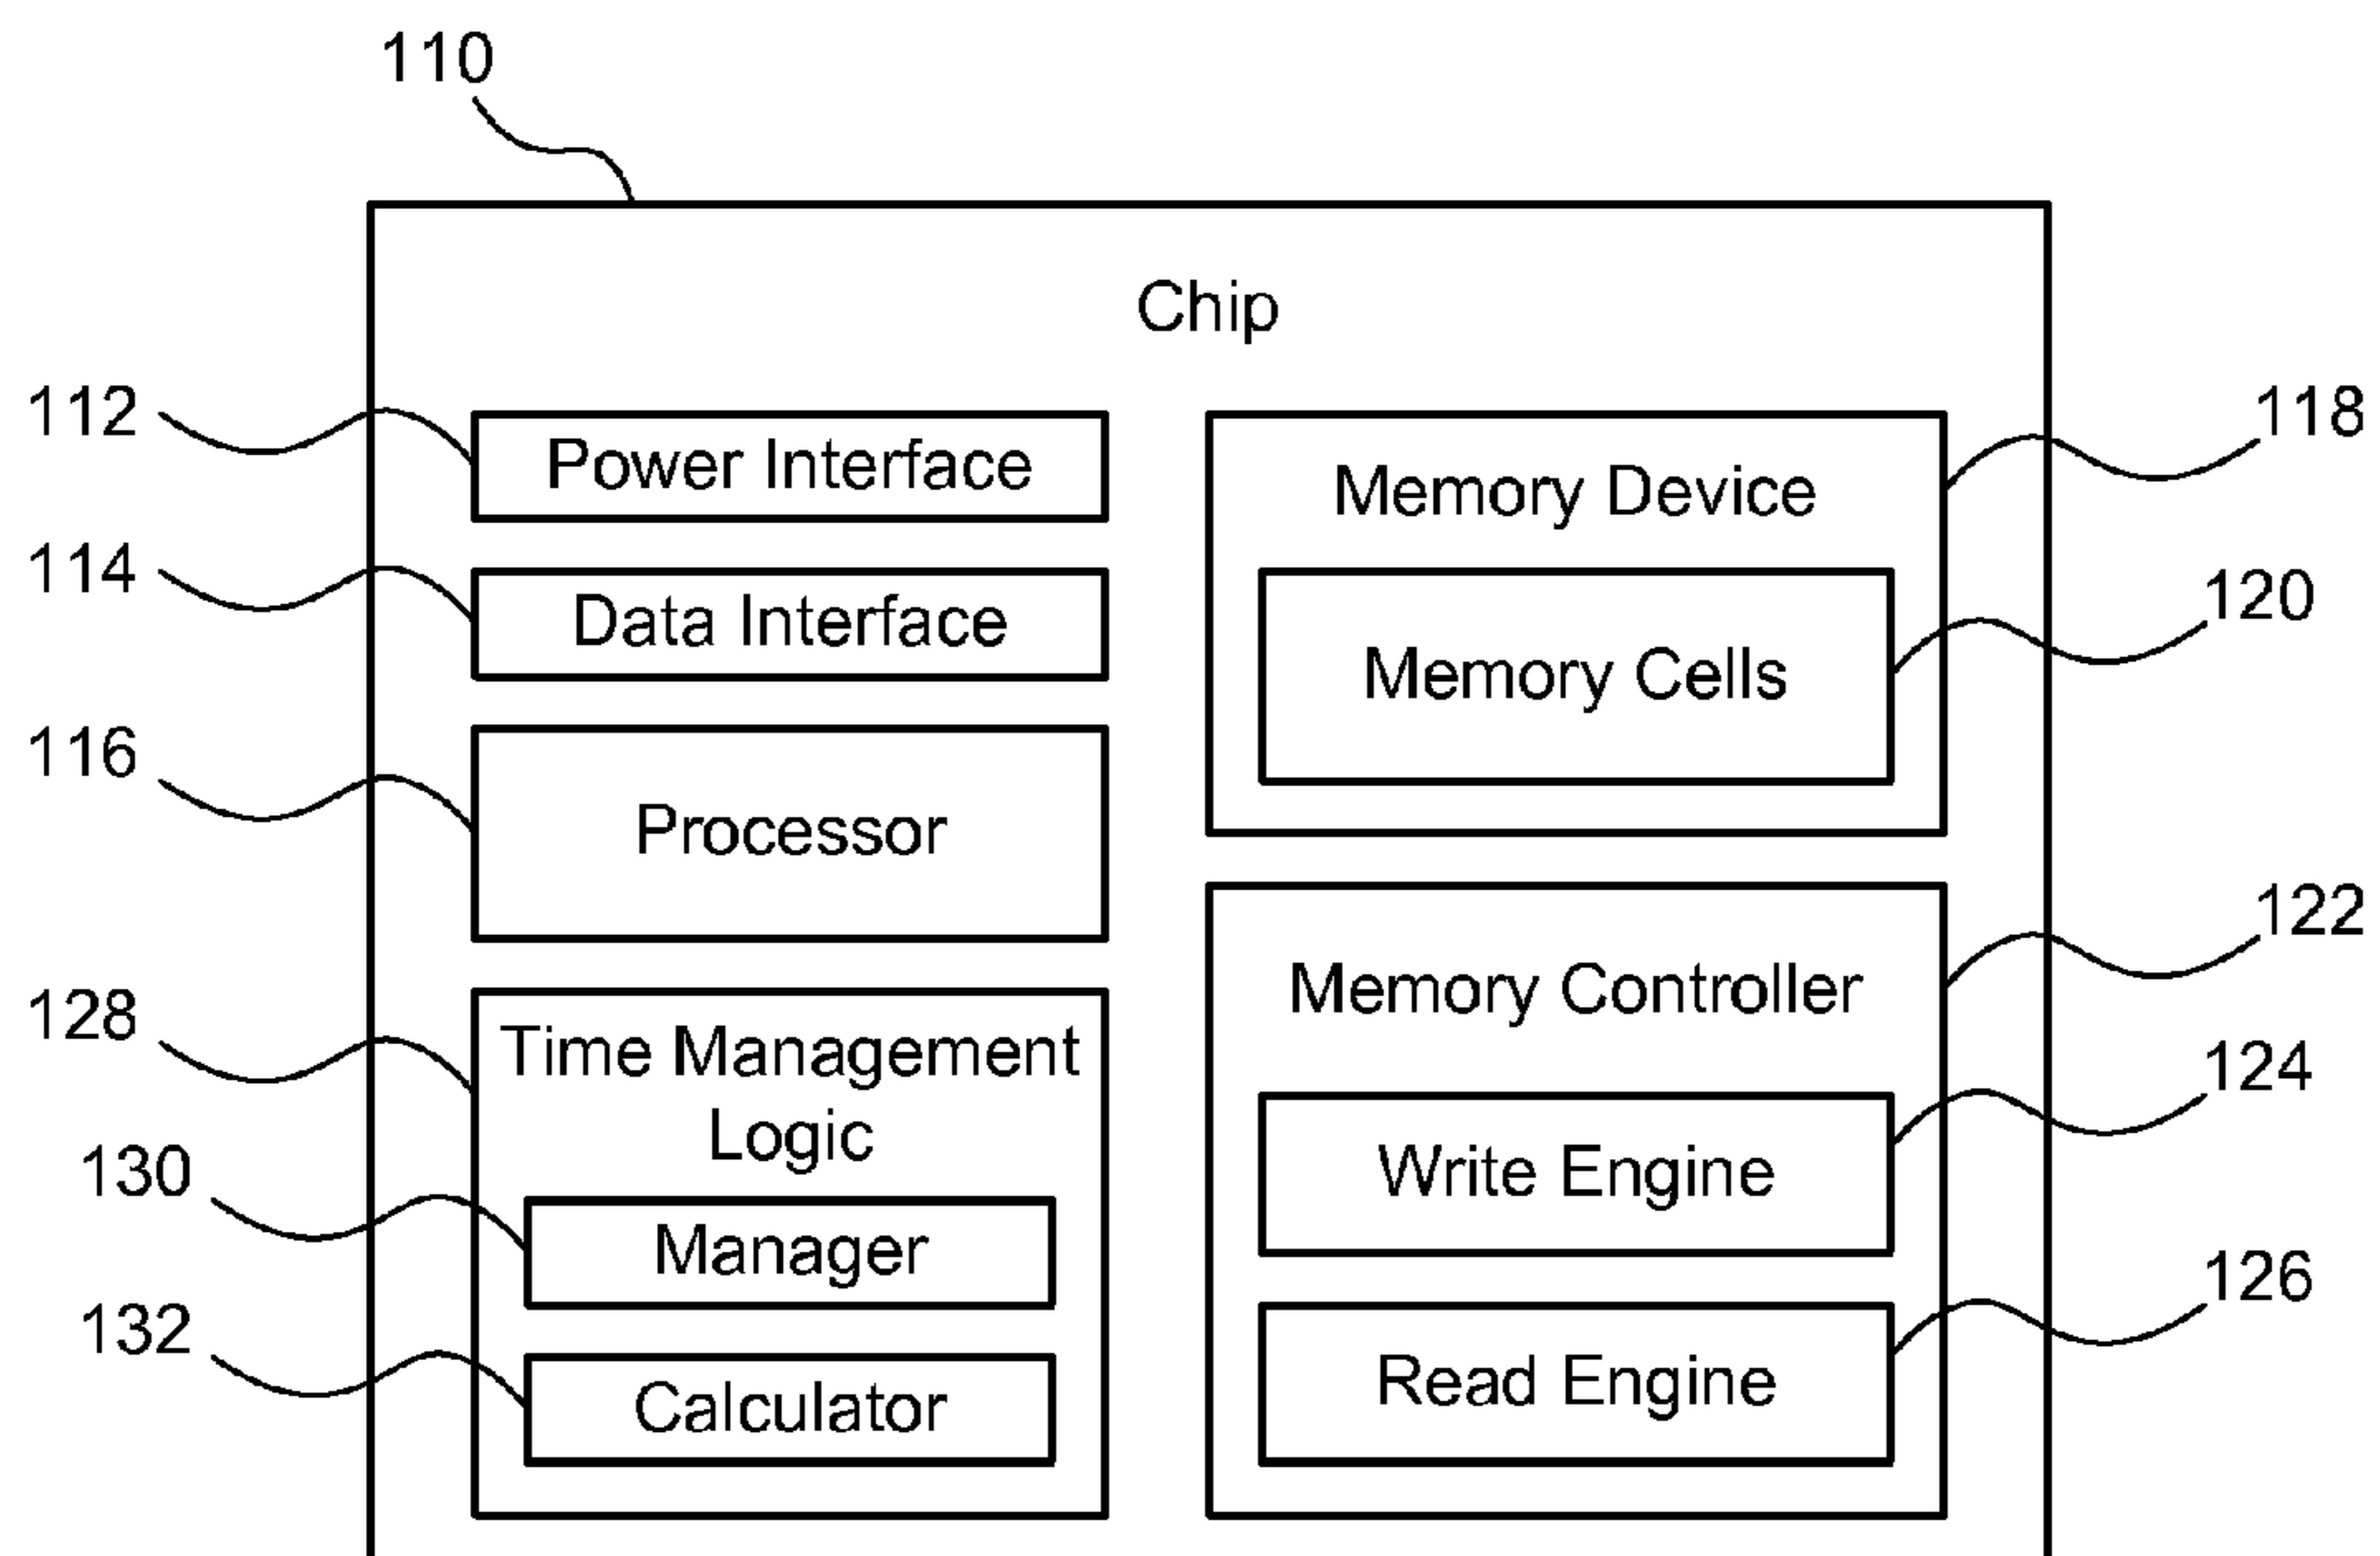 110
Chip
112
Power Interface
114
Data Interface
116
Processor
128
Time Management
Logic
130
Manager
132
Calculator
118
Memory Device
120
Memory Cells
122
Memory Controller
124
Write Engine
126
Read Engine